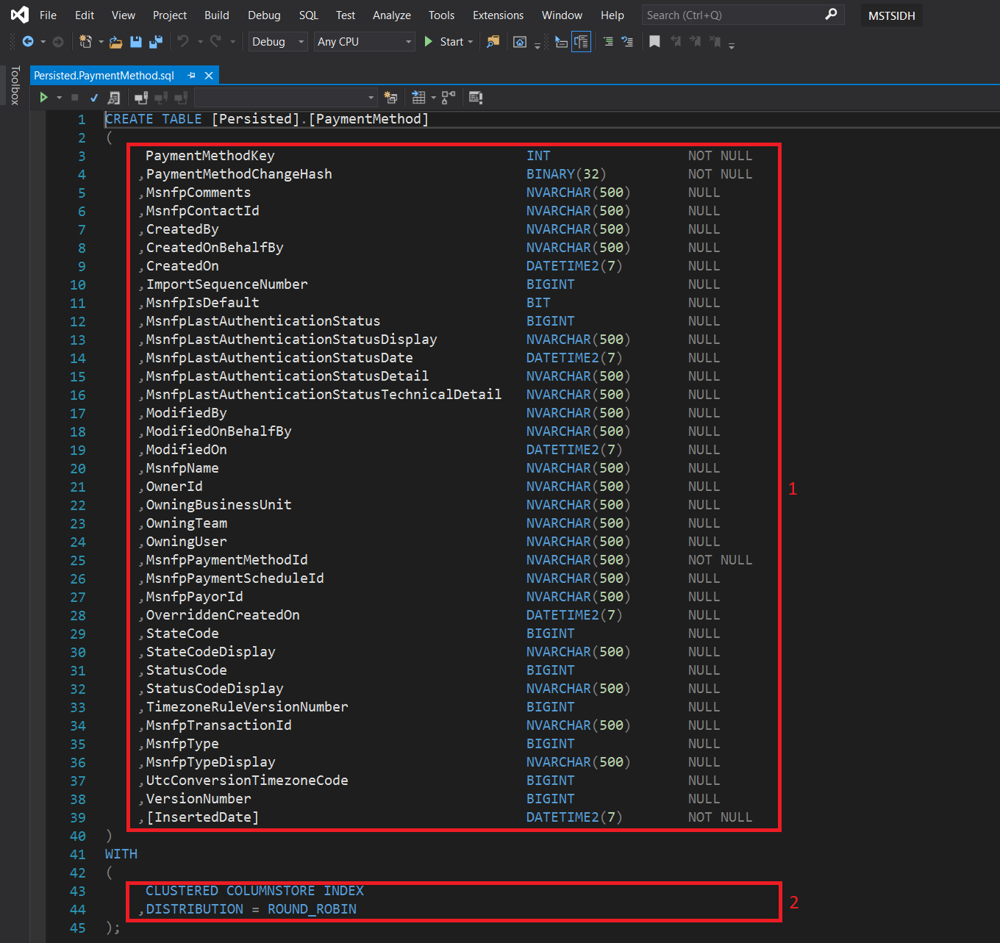 File Edit View Project Build Debug SQL Test Analyze Tools Extensions Window Help Search (Ctrl+Q) MSTSIDH
Debug Any CPU Start
Toolbox
Persisted.PaymentMethod.sql
1 CREATE TABLE [Persisted].[PaymentMethod]
2 (
3 PaymentMethodKey INT NOT NULL
4 ,PaymentMethodChangeHash BINARY(32) NOT NULL
5 ,MsnfpComments NVARCHAR(500) NULL
6 ,MsnfpContactId NVARCHAR(500) NULL
7 ,CreatedBy NVARCHAR(500) NULL
8 ,CreatedOnBehalfBy NVARCHAR(500) NULL
9 ,CreatedOn DATETIME2(7) NULL
10 ,ImportSequenceNumber BIGINT NULL
11 ,MsnfpIsDefault BIT NULL
12 ,MsnfpLastAuthenticationStatus BIGINT NULL
13 ,MsnfpLastAuthenticationStatusDisplay NVARCHAR(500) NULL
14 ,MsnfpLastAuthenticationStatusDate DATETIME2(7) NULL
15 ,MsnfpLastAuthenticationStatusDetail NVARCHAR(500) NULL
16 ,MsnfpLastAuthenticationStatusTechnicalDetail NVARCHAR(500) NULL
17 ,ModifiedBy NVARCHAR(500) NULL
18 ,ModifiedOnBehalfBy NVARCHAR(500) NULL
19 ,ModifiedOn DATETIME2(7) NULL
20 ,MsnfpName NVARCHAR(500) NULL
21 ,OwnerId NVARCHAR(500) NULL
1
22 ,OwningBusinessUnit NVARCHAR(500) NULL
23 ,OwningTeam NVARCHAR(500) NULL
24 ,OwningUser NVARCHAR(500) NULL
25 ,MsnfpPaymentMethodId NVARCHAR(500) NOT NULL
26 ,MsnfpPaymentScheduleId NVARCHAR(500) NULL
27 ,MsnfpPayorId NVARCHAR(500) NULL
28 ,OverriddenCreatedOn DATETIME2(7) NULL
29 ,StateCode BIGINT NULL
30 ,StateCodeDisplay NVARCHAR(500) NULL
31 ,StatusCode BIGINT NULL
32 ,StatusCodeDisplay NVARCHAR(500) NULL
33 ,TimezoneRuleVersionNumber BIGINT NULL
34 ,MsnfpTransactionId NVARCHAR(500) NULL
35 ,MsnfpType BIGINT NULL
36 ,MsnfpTypeDisplay NVARCHAR(500) NULL
37 ,UtcConversionTimezoneCode BIGINT NULL
38 ,VersionNumber BIGINT NULL
39 ,[InsertedDate] DATETIME2(7) NOT NULL
40 )
41 WITH
42 (
43 CLUSTERED COLUMNSTORE INDEX
2
44 ,DISTRIBUTION = ROUND_ROBIN
45 );